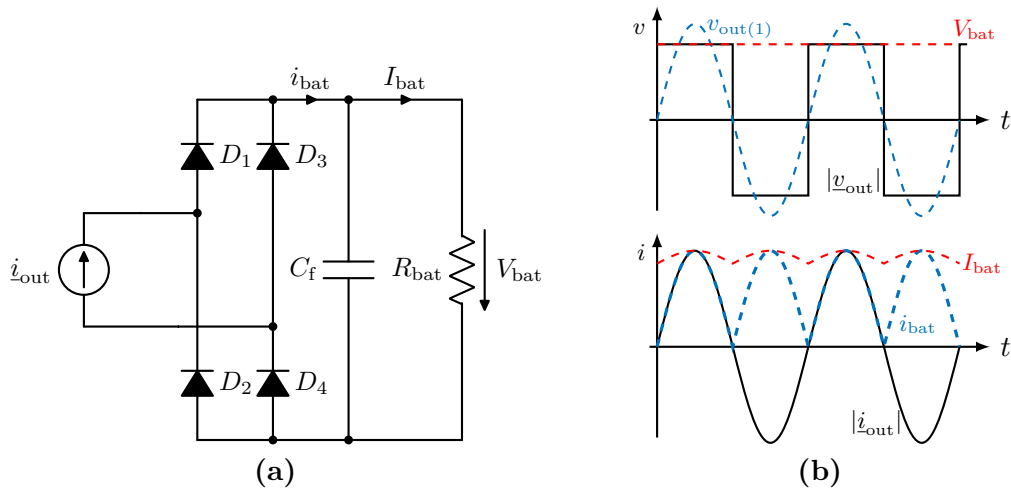 i_bat
I_bat
D_1
D_3
i_out
C_f
R_bat
V_bat
D_2
D_4
(a)
v
v_out(1)
V_bat
t
|v_out|
i
I_bat
i_bat
t
|i_out|
(b)